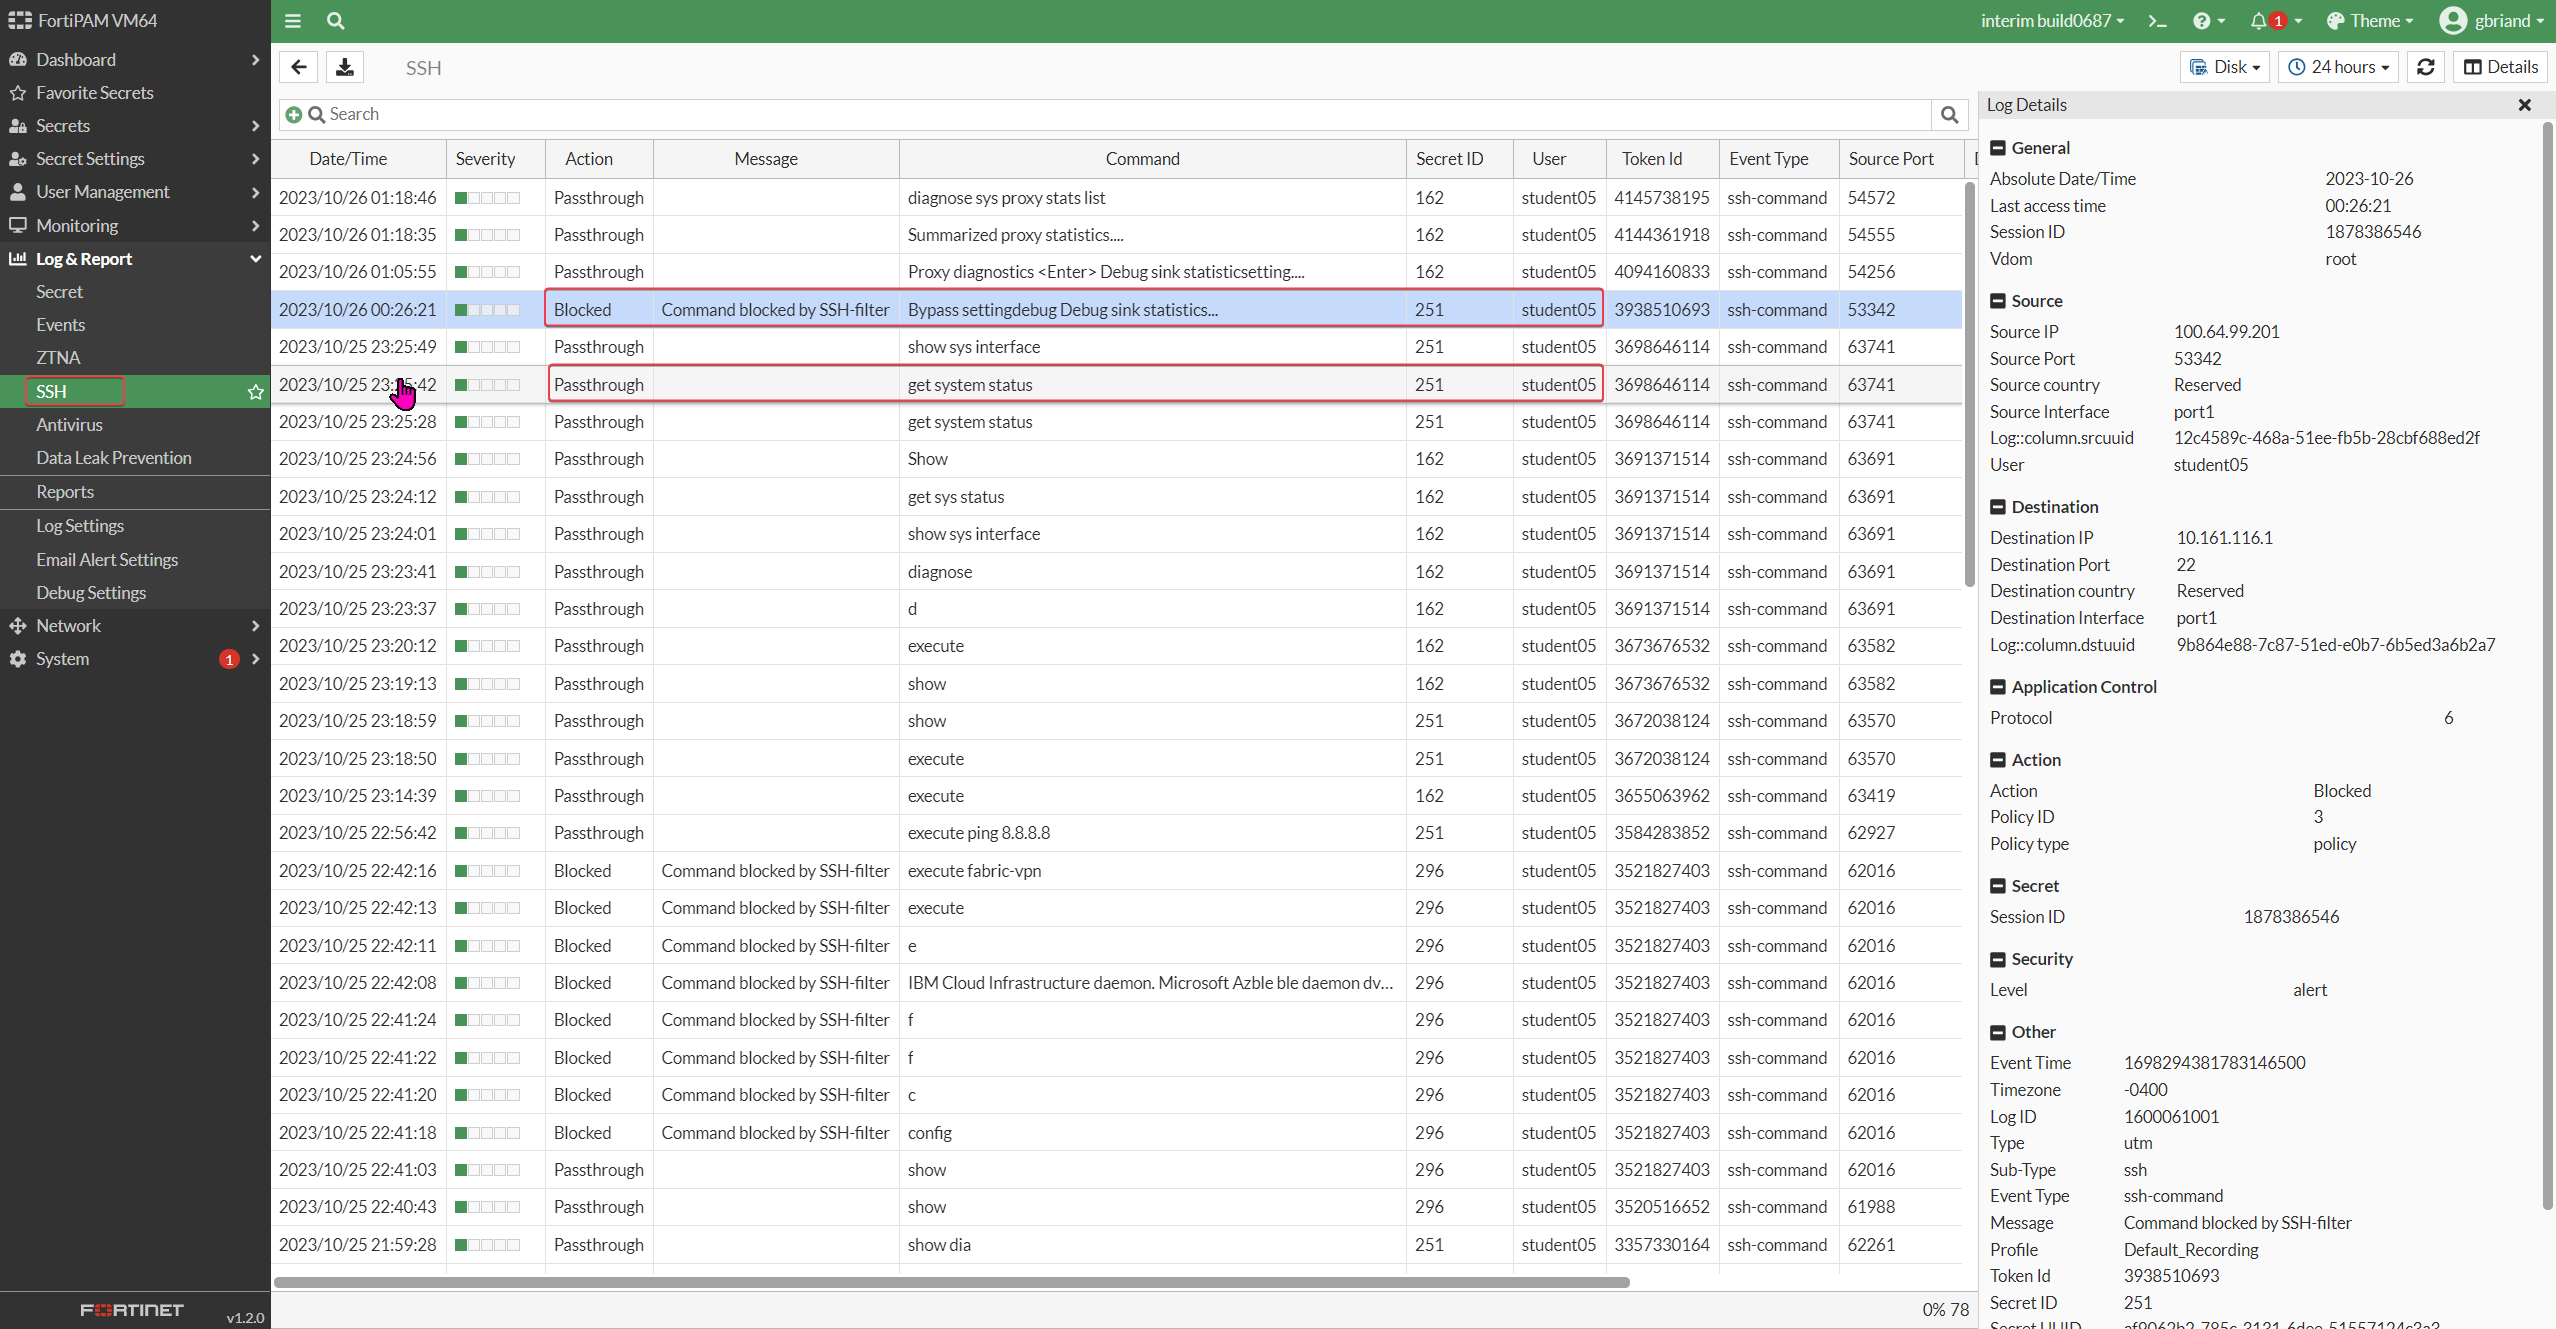 FortiPAM VM64
interim build0687
1
Theme
gbriand
Dashboard
Favorite Secrets
Secrets
Secret Settings
User Management
Monitoring
Log & Report
Secret
Events
ZTNA
SSH
Antivirus
Data Leak Prevention
Reports
Log Settings
Email Alert Settings
Debug Settings
Network
System 1
FORTINET
v1.2.0
SSH
Disk
24 hours
Details
Search
Date/Time Severity Action Message Command Secret ID User Token Id Event Type Source Port
2023/10/26 01:18:46 Passthrough diagnose sys proxy stats list 162 student05 4145738195 ssh-command 54572
2023/10/26 01:18:35 Passthrough Summarized proxy statistics.... 162 student05 4144361918 ssh-command 54555
2023/10/26 01:05:55 Passthrough Proxy diagnostics <Enter> Debug sink statisticsetting.... 162 student05 4094160833 ssh-command 54256
2023/10/26 00:26:21 Blocked Command blocked by SSH-filter Bypass settingdebug Debug sink statistics... 251 student05 3938510693 ssh-command 53342
2023/10/25 23:25:49 Passthrough show sys interface 251 student05 3698646114 ssh-command 63741
2023/10/25 Passthrough get system status 251 student05 3698646114 ssh-command 63741
2023/10/25 23:25:28 Passthrough get system status 251 student05 3698646114 ssh-command 63741
2023/10/25 23:24:56 Passthrough Show 162 student05 3691371514 ssh-command 63691
2023/10/25 23:24:12 Passthrough get sys status 162 student05 3691371514 ssh-command 63691
2023/10/25 23:24:01 Passthrough show sys interface 162 student05 3691371514 ssh-command 63691
2023/10/25 23:23:41 Passthrough diagnose 162 student05 3691371514 ssh-command 63691
2023/10/25 23:23:37 Passthrough d 162 student05 3691371514 ssh-command 63691
2023/10/25 23:20:12 Passthrough execute 162 student05 3673676532 ssh-command 63582
2023/10/25 23:19:13 Passthrough show 162 student05 3673676532 ssh-command 63582
2023/10/25 23:18:59 Passthrough show 251 student05 3672038124 ssh-command 63570
2023/10/25 23:18:50 Passthrough execute 251 student05 3672038124 ssh-command 63570
2023/10/25 23:14:39 Passthrough execute 162 student05 3655063962 ssh-command 63419
2023/10/25 22:56:42 Passthrough execute ping 8.8.8.8 251 student05 3584283852 ssh-command 62927
2023/10/25 22:42:16 Blocked Command blocked by SSH-filter execute fabric-vpn 296 student05 3521827403 ssh-command 62016
2023/10/25 22:42:13 Blocked Command blocked by SSH-filter execute 296 student05 3521827403 ssh-command 62016
2023/10/25 22:42:11 Blocked Command blocked by SSH-filter e 296 student05 3521827403 ssh-command 62016
2023/10/25 22:42:08 Blocked Command blocked by SSH-filter IBM Cloud Infrastructure daemon. Microsoft Azble ble daemon dv... 296 student05 3521827403 ssh-command 62016
2023/10/25 22:41:24 Blocked Command blocked by SSH-filter f 296 student05 3521827403 ssh-command 62016
2023/10/25 22:41:22 Blocked Command blocked by SSH-filter f 296 student05 3521827403 ssh-command 62016
2023/10/25 22:41:20 Blocked Command blocked by SSH-filter c 296 student05 3521827403 ssh-command 62016
2023/10/25 22:41:18 Blocked Command blocked by SSH-filter config 296 student05 3521827403 ssh-command 62016
2023/10/25 22:41:03 Passthrough show 296 student05 3521827403 ssh-command 62016
2023/10/25 22:40:43 Passthrough show 296 student05 3520516652 ssh-command 61988
2023/10/25 21:59:28 Passthrough show dia 251 student05 3357330164 ssh-command 62261
0% 78
Log Details
General
Absolute Date/Time 2023-10-26
Last access time 00:26:21
Session ID 1878386546
Vdom root
Source
Source IP 100.64.99.201
Source Port 53342
Source country Reserved
Source Interface port1
Log::column.srcuuid 12c4589c-468a-51ee-fb5b-28cbf688ed2f
User student05
Destination
Destination IP 10.161.116.1
Destination Port 22
Destination country Reserved
Destination Interface port1
Log::column.dstuuid 9b864e88-7c87-51ed-e0b7-6b5ed3a6b2a7
Application Control
Protocol 6
Action
Action Blocked
Policy ID 3
Policy type policy
Secret
Session ID 1878386546
Security
Level alert
Other
Event Time 1698294381783146500
Timezone -0400
Log ID 1600061001
Type utm
Sub-Type ssh
Event Type ssh-command
Message Command blocked by SSH-filter
Profile Default_Recording
Token Id 3938510693
Secret ID 251